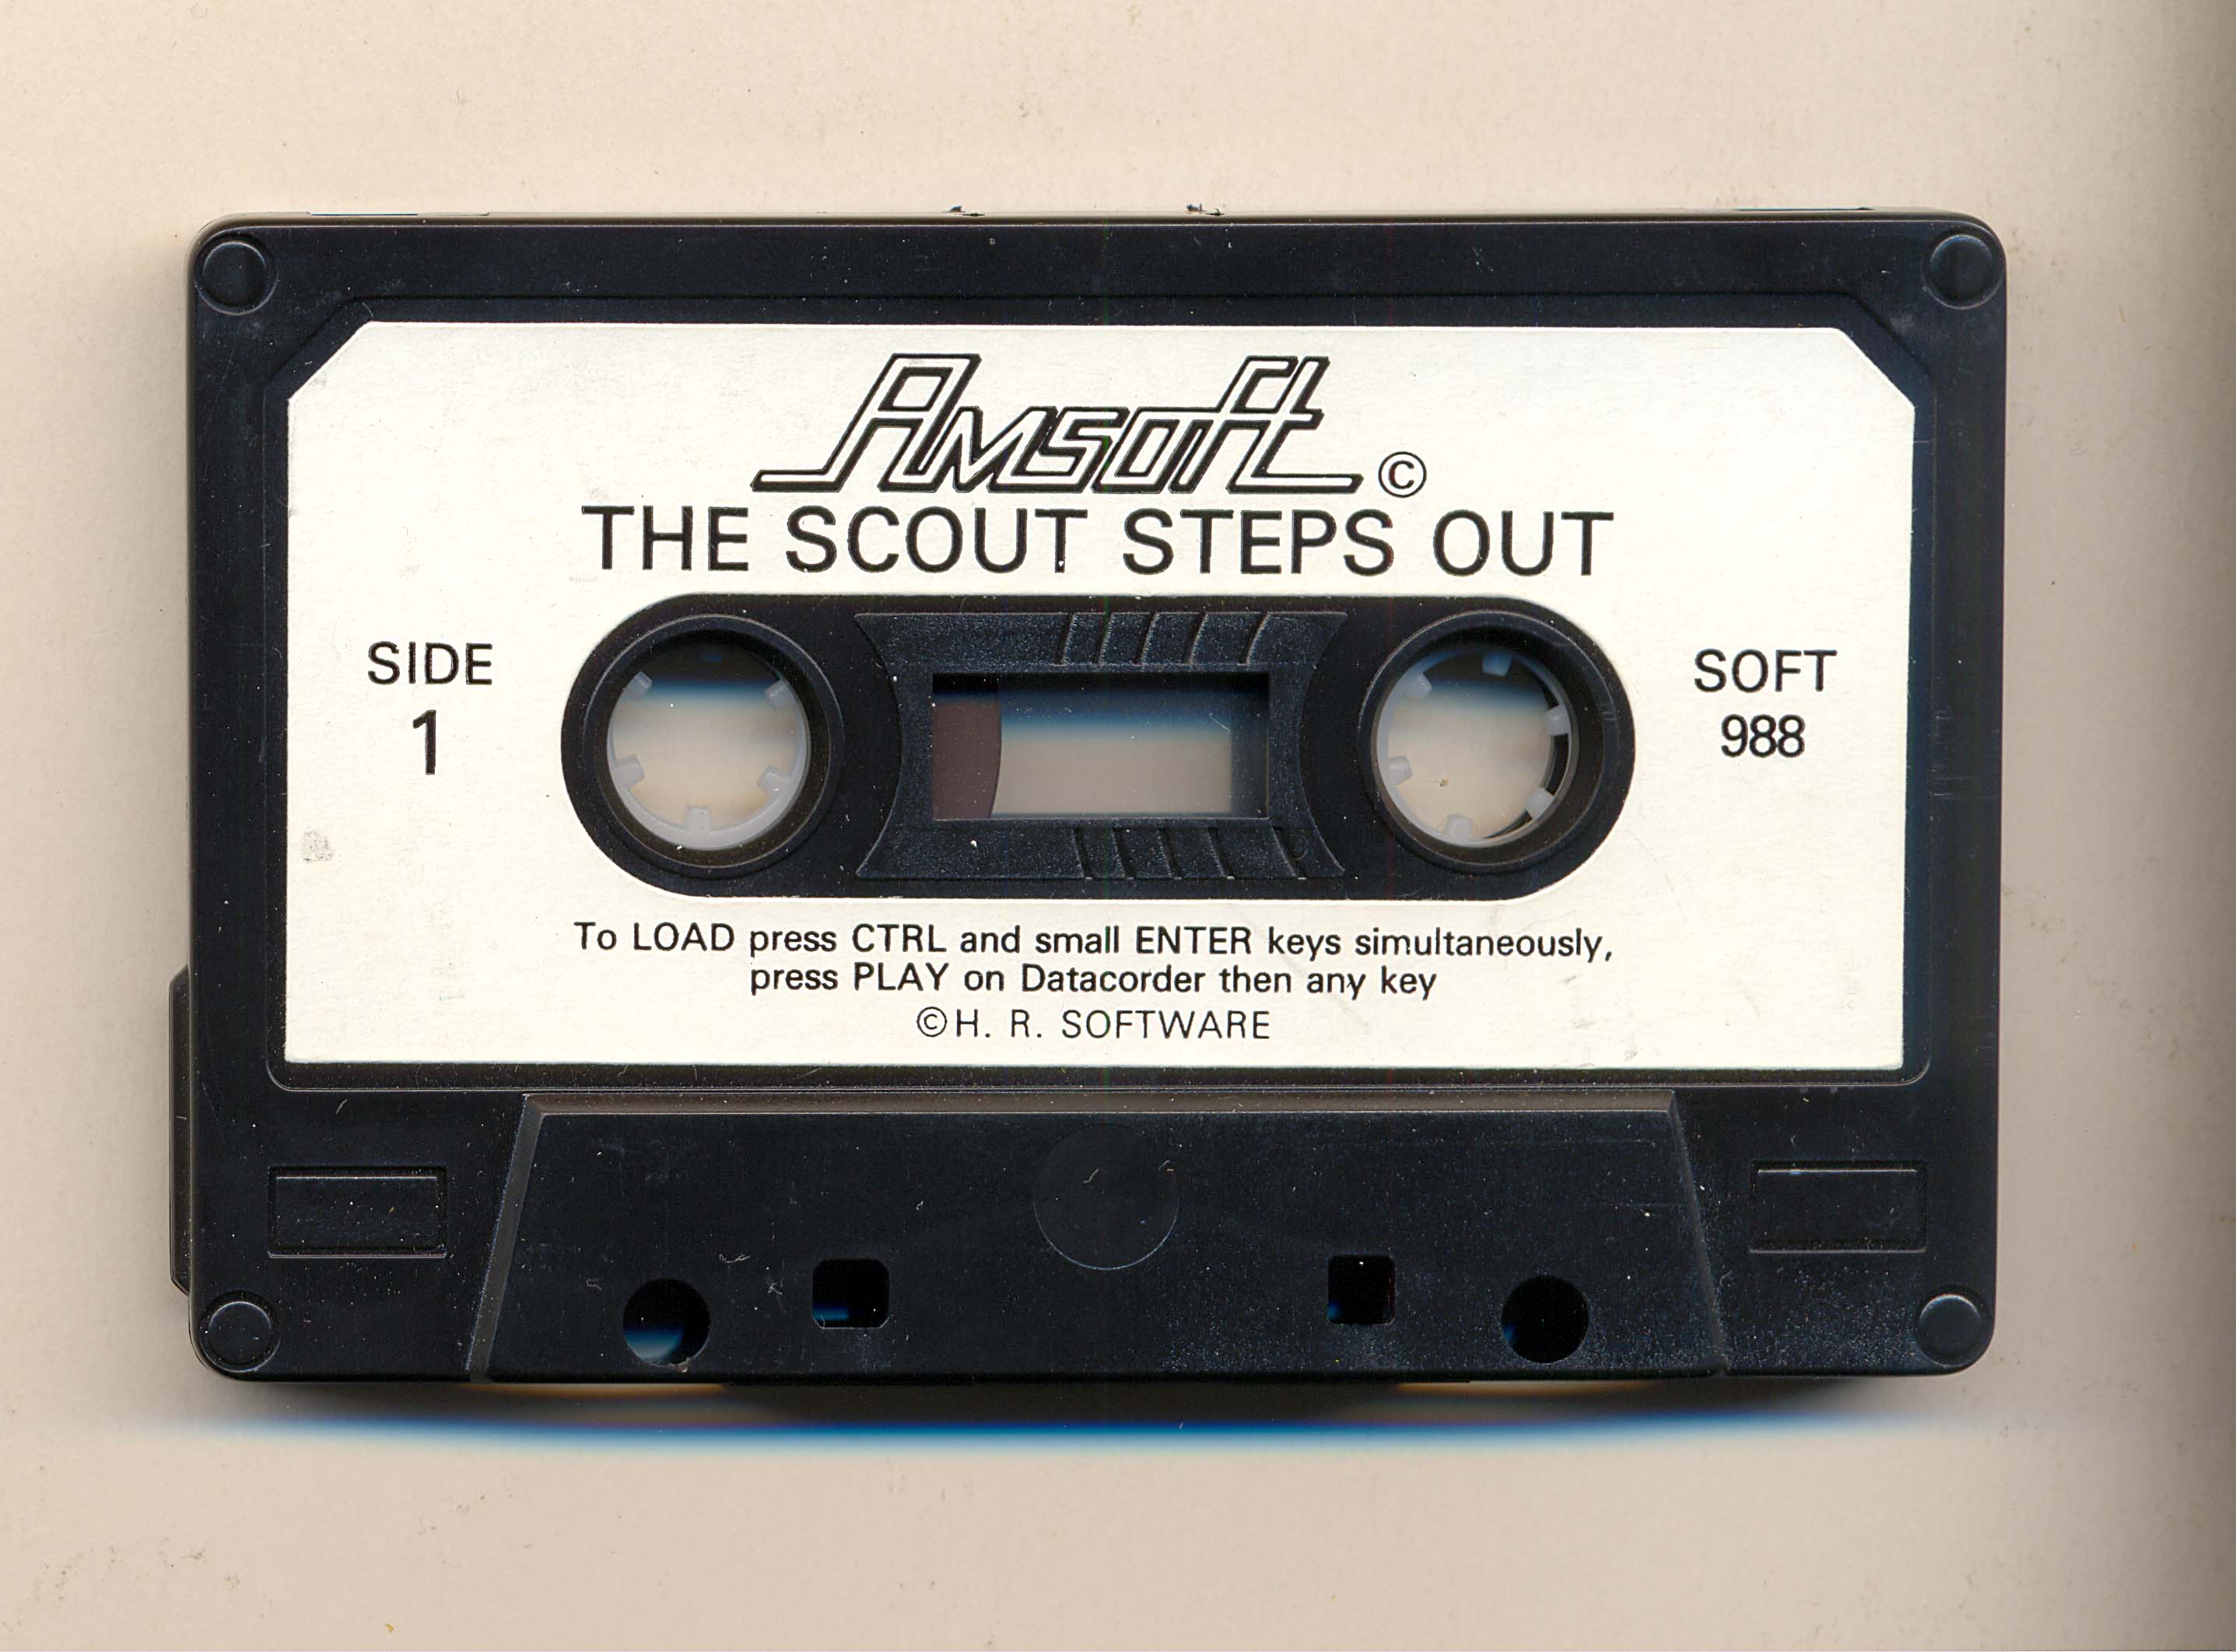 Amsoft ©
THE SCOUT STEPS OUT
SIDE
1
SOFT
988
To LOAD press CTRL and small ENTER keys simultaneously,
press PLAY on Datacorder then any key
© H. R. SOFTWARE